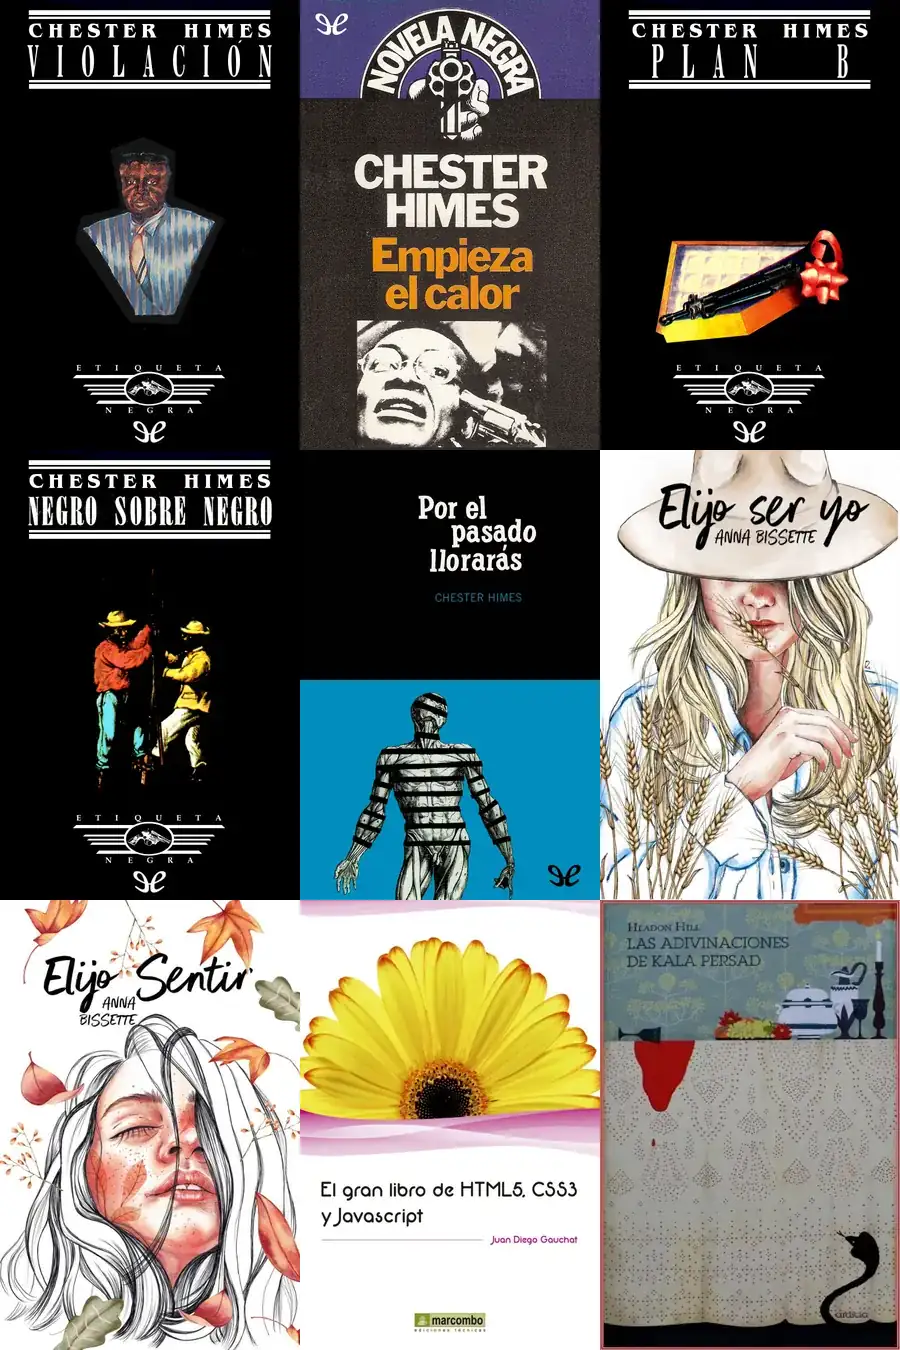 CHESTER HIMES
VIOLACIÓN
ETIQUETA
NEGRA
NOVELA NEGRA
CHESTER
HIMES
Empieza
el calor
CHESTER HIMES
PLAN B
ETIQUETA
NEGRA
CHESTER HIMES
NEGRO SOBRE NEGRO
ETIQUETA
NEGRA
Por el
pasado
llorarás
CHESTER HIMES
Elijo ser yo
ANNA BISSETTE
Elijo Sentir
ANNA
BISSETTE
El gran libro de HTML5, CSS3
y Javascript
Juan Diego Gauchat
marcombo
ediciones técnicas
Headon Hill
LAS ADIVINACIONES
DE KALA PERSAD